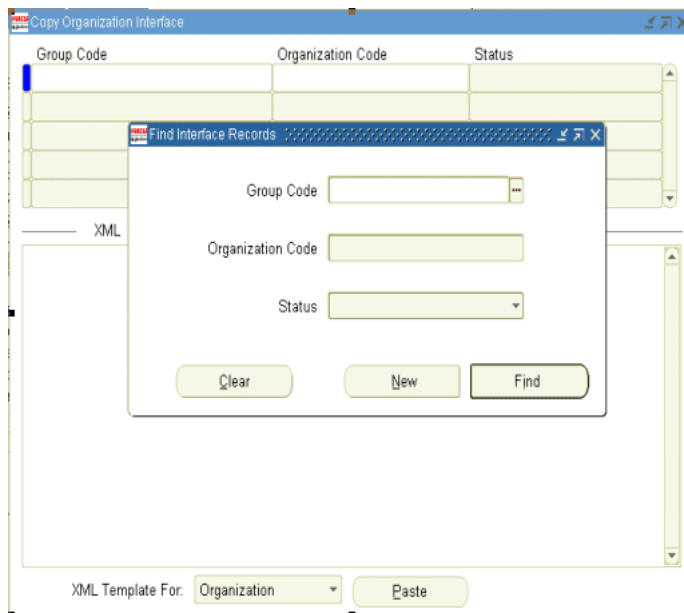 Copy Organization Interface
Group Code Organization Code Status
Find Interface Records
Group Code
XML
Organization Code
Status
Clear New Find
XML Template For: Organization Paste